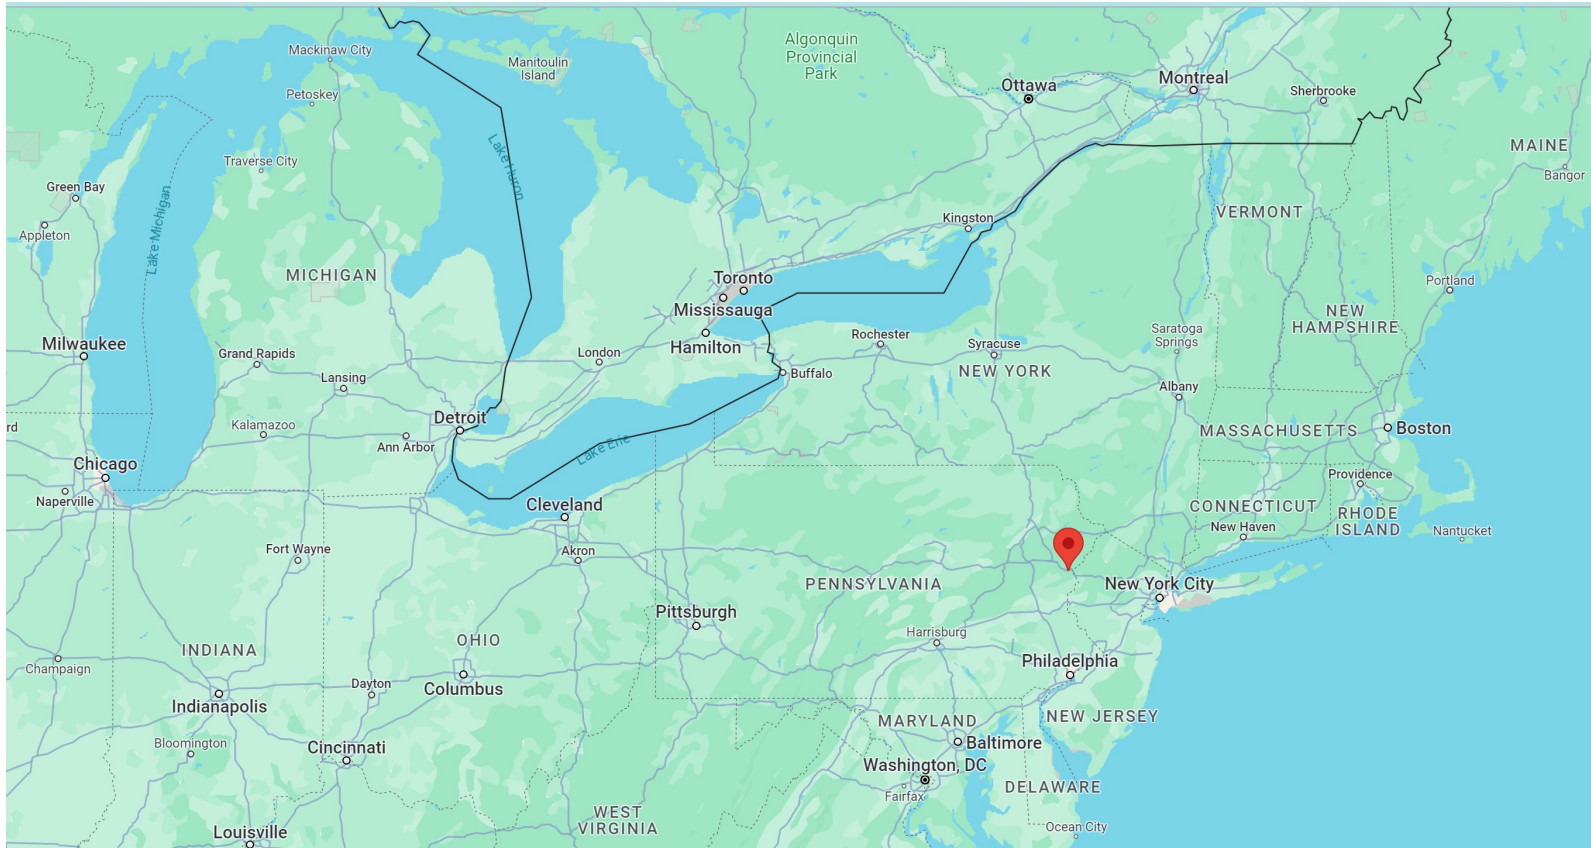 Mackinaw City
Manitoulin
Island
Algonquin
Provincial
Park
Ottawa
Montreal
Sherbrooke
Petoskey
MAINE
Bangor
Lake Huron
Traverse City
Green Bay
Lake Michigan
Appleton
Kingston
VERMONT
MICHIGAN
Toronto
Mississauga
Portland
NEW
HAMPSHIRE
Milwaukee
Grand Rapids
London
Hamilton
Rochester
Syracuse
Saratoga
Springs
Lansing
Buffalo
NEW YORK
Albany
rd
Kalamazoo
Detroit
Ann Arbor
Lake Erie
MASSACHUSETTS
Boston
Chicago
Naperville
Cleveland
Providence
CONNECTICUT
RHODE
ISLAND
New Haven
Nantucket
Fort Wayne
Akron
PENNSYLVANIA
New York City
Pittsburgh
Harrisburg
INDIANA
OHIO
Champaign
Philadelphia
Dayton
Columbus
Indianapolis
MARYLAND
NEW JERSEY
Bloomington
Cincinnati
Baltimore
Washington, DC
Fairfax
DELAWARE
WEST
VIRGINIA
Louisville
Ocean City